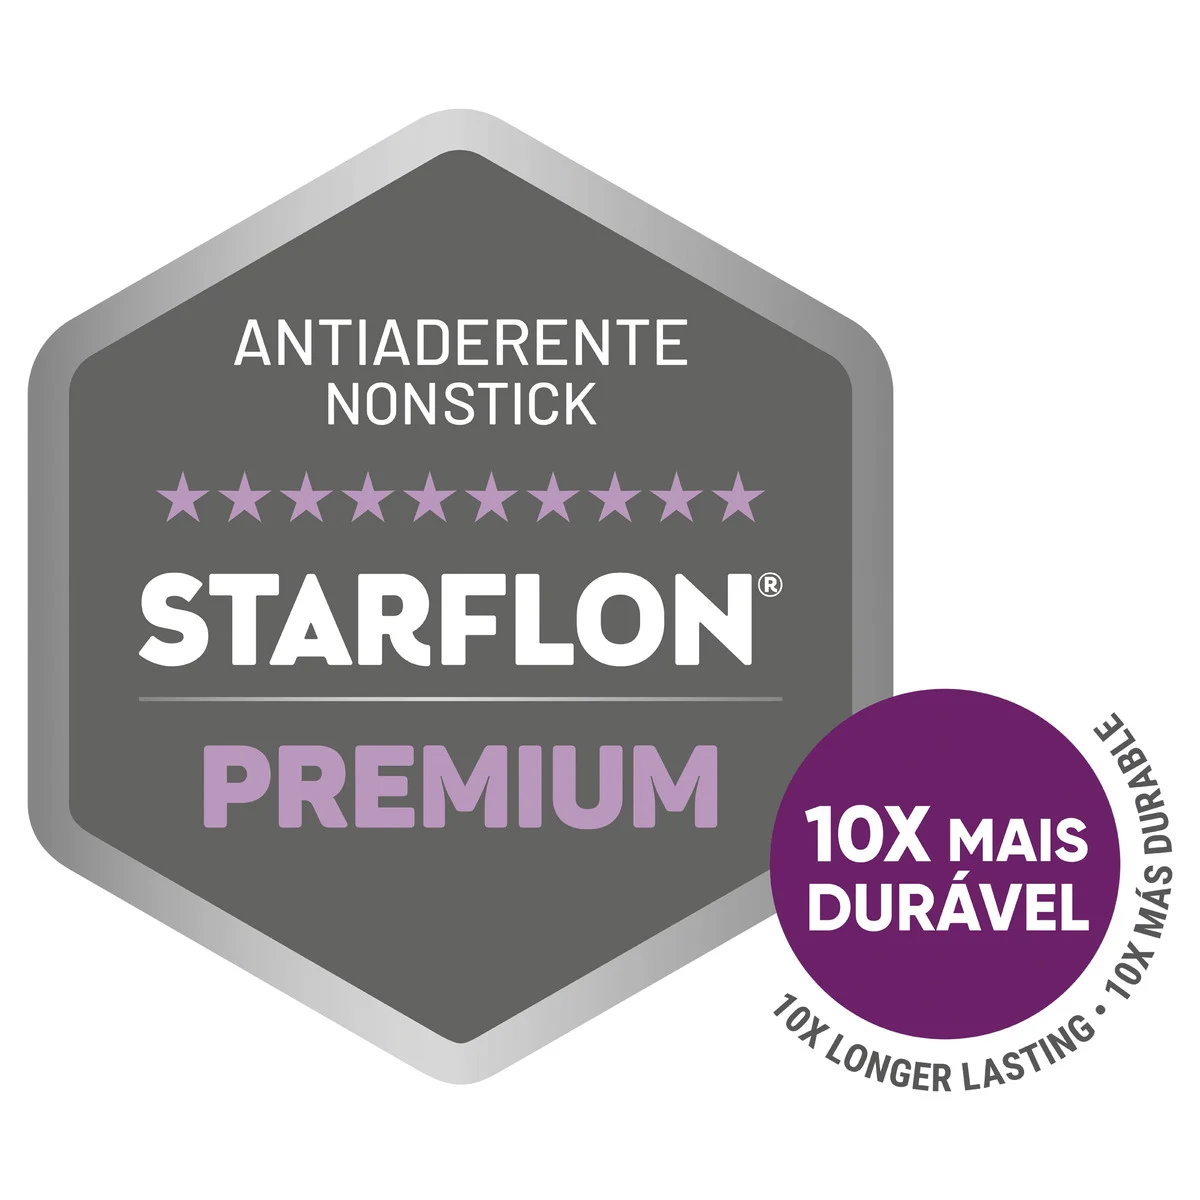 ANTIADERENTE
NONSTICK
STARFLON®
PREMIUM
10X MAIS
DURÁVEL
10X LONGER LASTING • 10X MÁS DURABLE